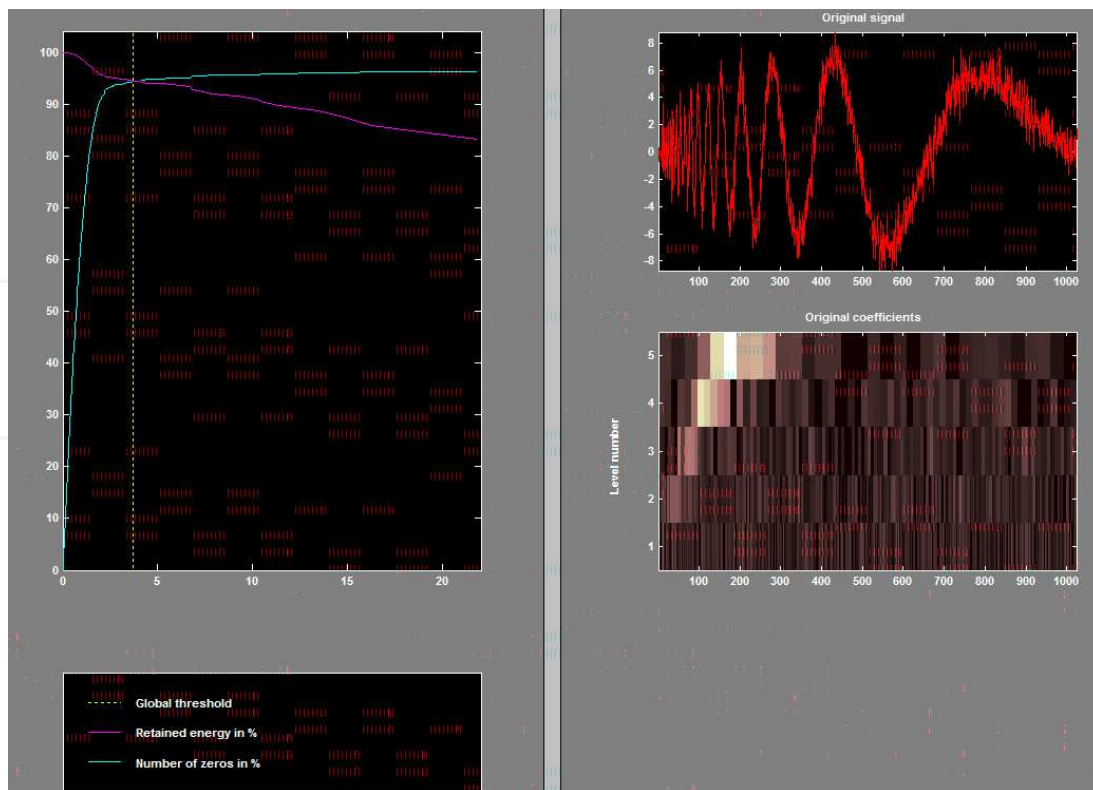 100
90
80
70
60
50
40
30
20
10
0
0 5 10 15 20
Global threshold
Retained energy in %
Number of zeros in %
Original signal
8
6
4
2
0
-2
-4
-6
-8
100 200 300 400 500 600 700 800 900 1000
Original coefficients
Level number
5
4
3
2
1
100 200 300 400 500 600 700 800 900 1000